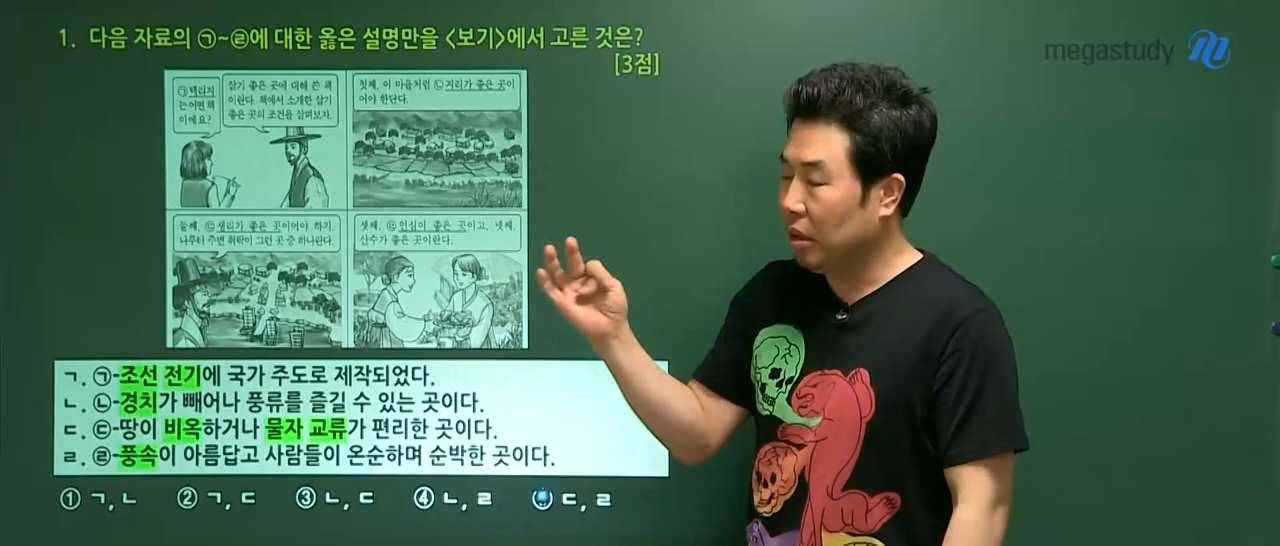 1. 다음 자료의 ㉠~㉣에 대한 옳은 설명만을 <보기>에서 고른 것은?
[3점]
megastudy
㉠택리지
는어떤 책
이에요?
살기 좋은 곳에 대해 쓴 책
이란다. 책에서 소개한 살기
좋은 곳의 조건을 살펴보자.
첫째, 이 마을처럼 ㉡지리가 좋은 곳이
어야 한단다.
둘째, ㉢생리가 좋은 곳이어야 하지.
나루터 주변 취락이 그런 곳 중 하나란다.
셋째, ㉣인심이 좋은 곳이고, 넷째,
산수가 좋은 곳이란다.
ㄱ. ㉠-조선 전기에 국가 주도로 제작되었다.
ㄴ. ㉡-경치가 빼어나 풍류를 즐길 수 있는 곳이다.
ㄷ. ㉢-땅이 비옥하거나 물자 교류가 편리한 곳이다.
ㄹ. ㉣-풍속이 아름답고 사람들이 온순하며 순박한 곳이다.
① ㄱ, ㄴ ② ㄱ, ㄷ ③ ㄴ, ㄷ ④ ㄴ, ㄹ ⑤ ㄷ, ㄹ